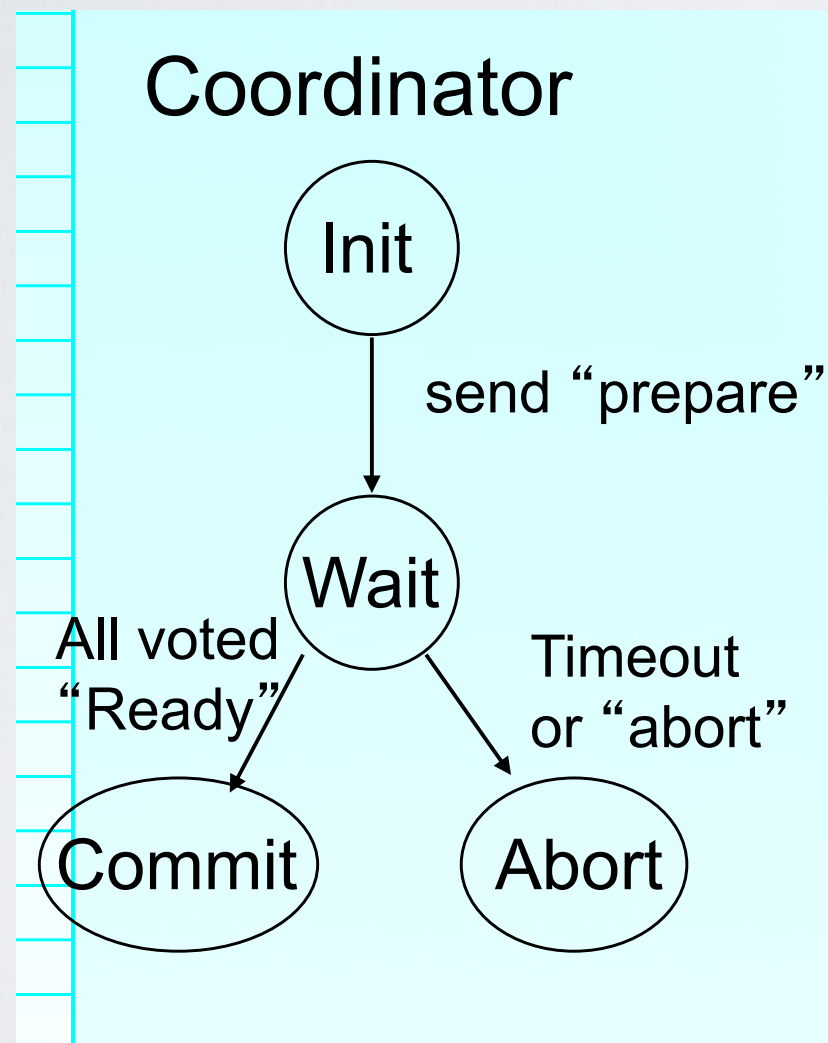 Coordinator
Init
send “prepare”
Wait
All voted
“Ready”
Timeout
or “abort”
Commit
Abort